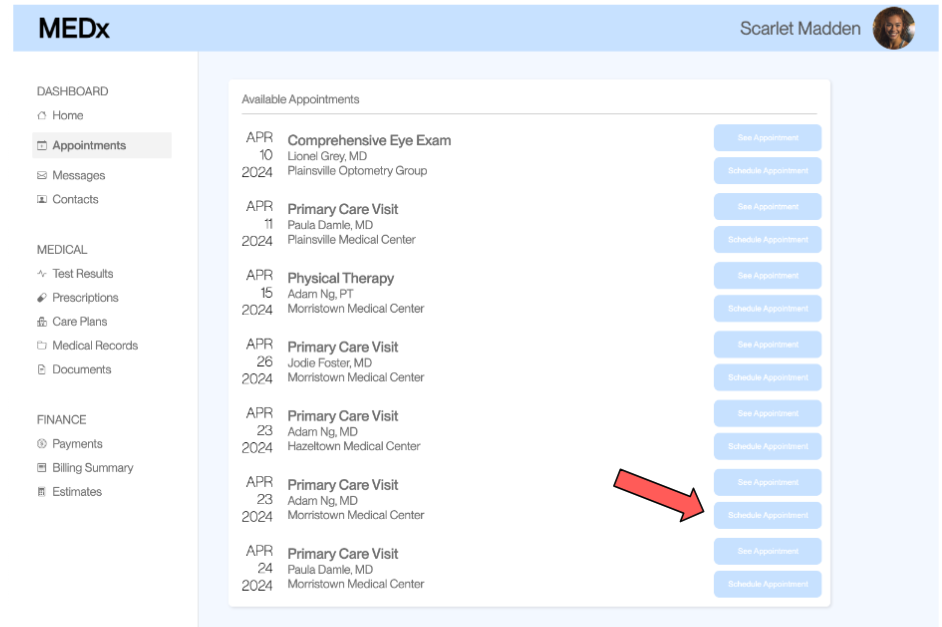 MEDx
Scarlet Madden
DASHBOARD
Home
Appointments
Messages
Contacts
MEDICAL
Test Results
Prescriptions
Care Plans
Medical Records
Documents
FINANCE
Payments
Billing Summary
Estimates
Available Appointments
APR
10
2024
Comprehensive Eye Exam
Lionel Grey, MD
Plainsville Optometry Group
See Appointment
Schedule Appointment
APR
11
2024
Primary Care Visit
Paula Damle, MD
Plainsville Medical Center
See Appointment
Schedule Appointment
APR
15
2024
Physical Therapy
Adam Ng, PT
Morristown Medical Center
See Appointment
Schedule Appointment
APR
26
2024
Primary Care Visit
Jodie Foster, MD
Morristown Medical Center
See Appointment
Schedule Appointment
APR
23
2024
Primary Care Visit
Adam Ng, MD
Hazeltown Medical Center
See Appointment
Schedule Appointment
APR
23
2024
Primary Care Visit
Adam Ng, MD
Morristown Medical Center
See Appointment
Schedule Appointment
APR
24
2024
Primary Care Visit
Paula Damle, MD
Morristown Medical Center
See Appointment
Schedule Appointment